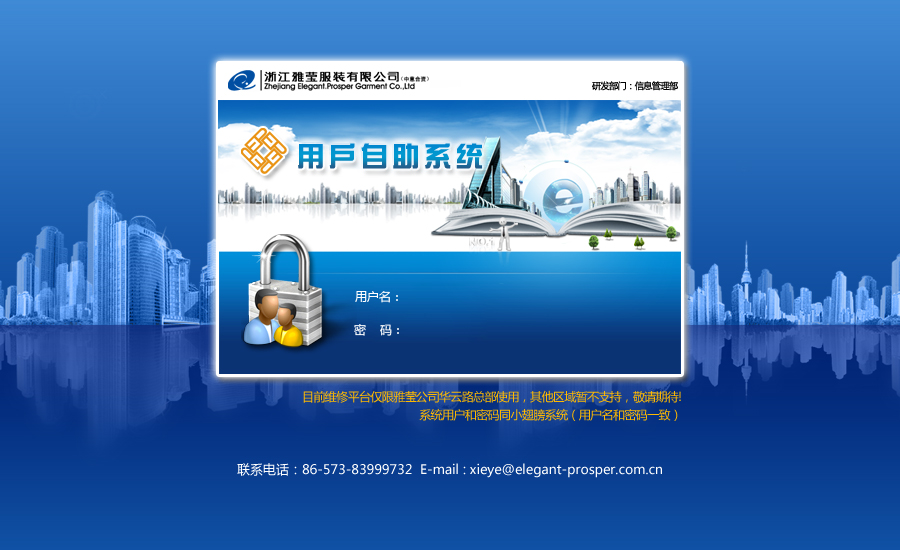 浙江雅莹服装有限公司(中意合资)
Zhejiang Elegant.Prosper Garment Co.,Ltd
研发部门：信息管理部
用户自助系统
用户名：
密 码：
目前维修平台仅限雅莹公司华云路总部使用，其他区域暂不支持，敬请期待!
系统用户和密码同小翅膀系统（用户名和密码一致）
联系电话：86-573-83999732 E-mail : xieye@elegant-prosper.com.cn